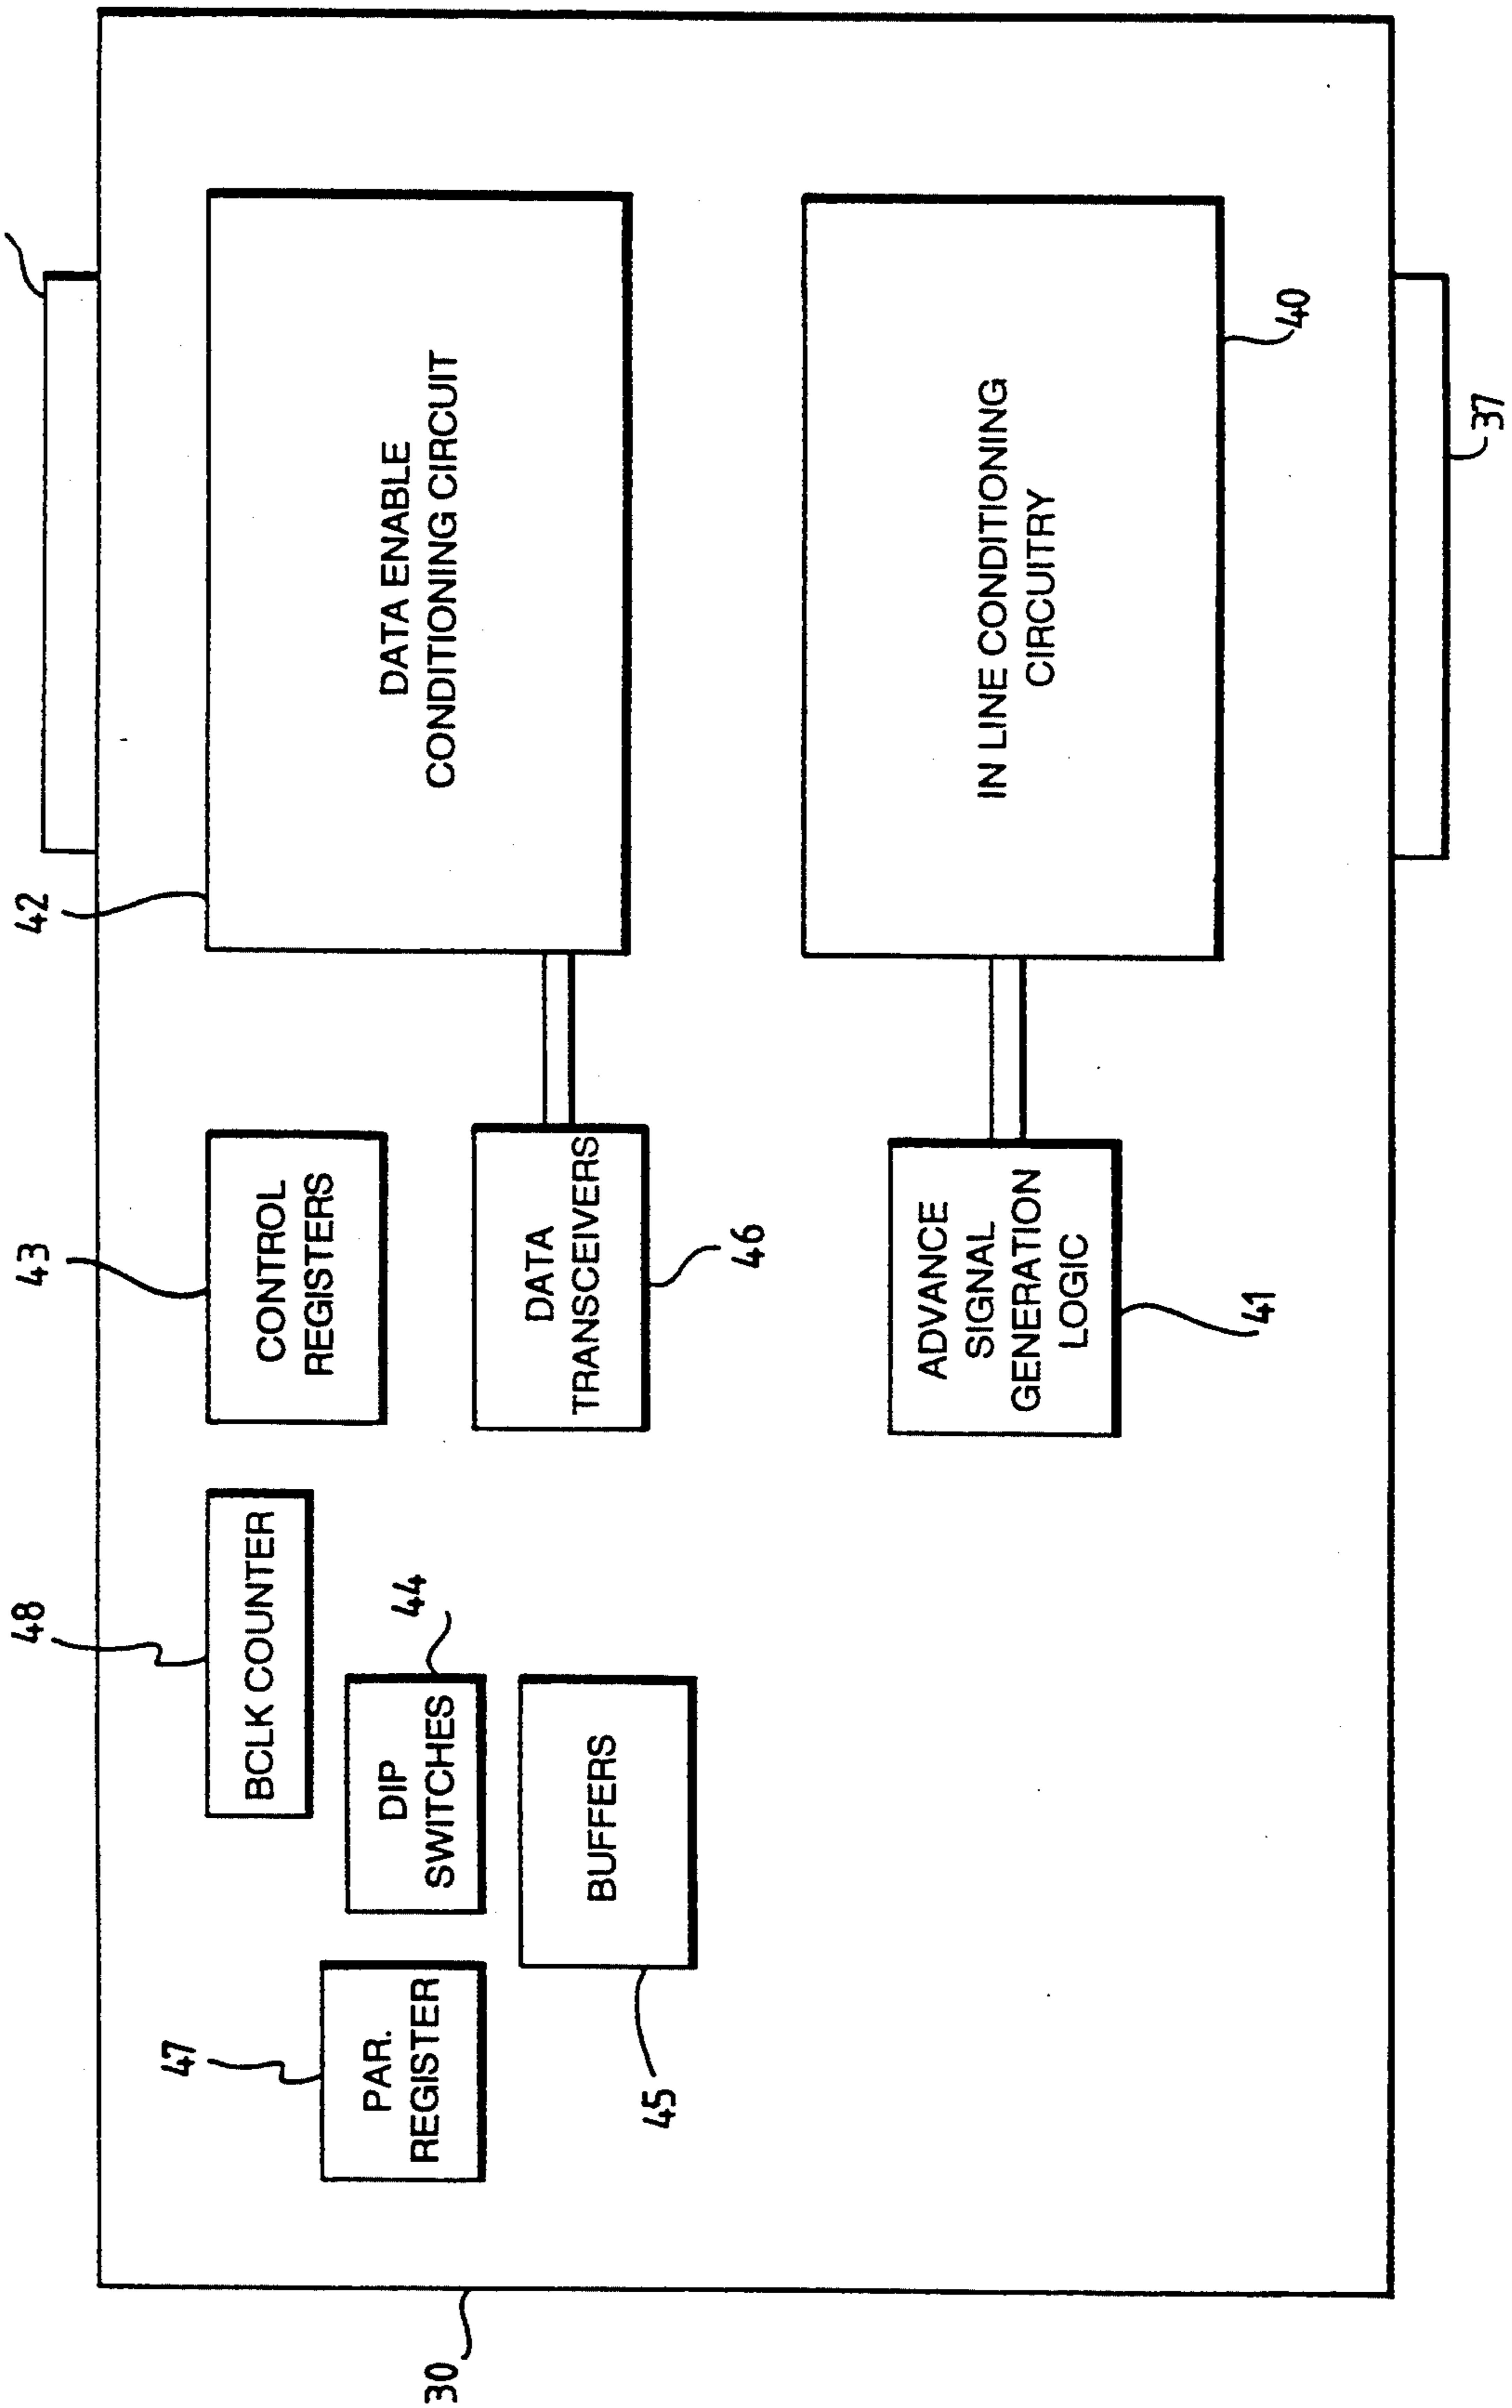 42
DATA ENABLE
CONDITIONING CIRCUIT
43
CONTROL
REGISTERS
48
BCLK COUNTER
44
DIP
SWITCHES
47
PAR.
REGISTER
BUFFERS
45
DATA
TRANSCEIVERS
46
IN LINE CONDITIONING
CIRCUITRY
40
ADVANCE
SIGNAL
GENERATION
LOGIC
41
30
37